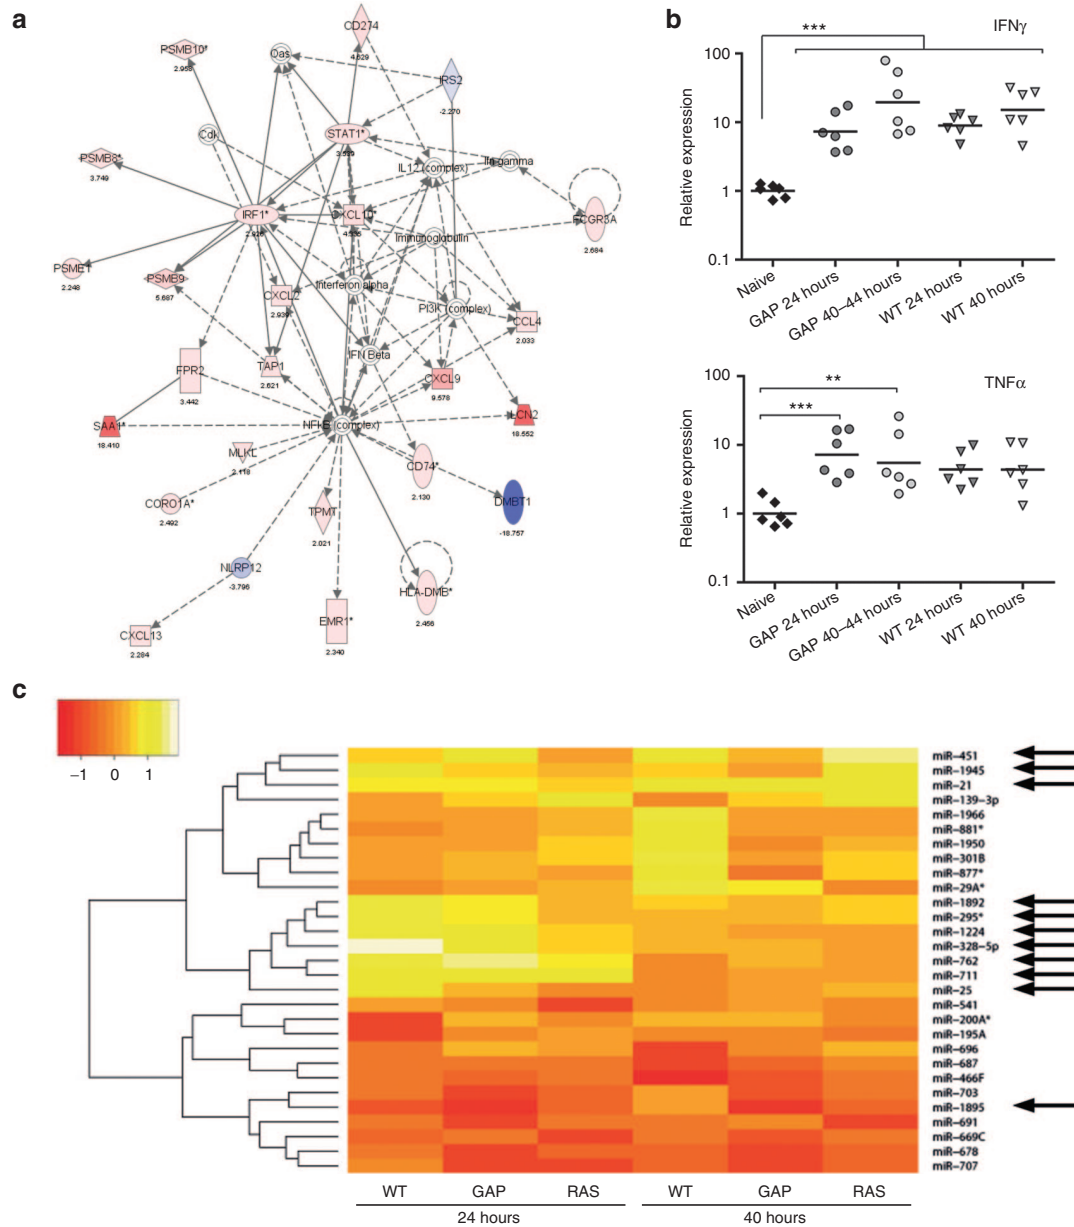 a
CD274
4.629
PSMB10*
2.958
Oas
IRS2
-2.270
Cdk
STAT1*
PSMB8*
3.749
IL12 (complex)
Ifn gamma
IRF1*
CXCL10*
FCGR3A
2.684
Immunoglobulin
PSME1
2.248
PSMB9
5.687
CXCL2
2.939
Interferon alpha
PI3K (complex)
CCL4
2.033
IFN Beta
FPR2
3.442
TAP1
2.621
CXCL9
9.578
SAA1*
18.410
NFkB (complex)
LCN2
18.552
MLKL
2.118
CD74*
2.130
CORO1A*
2.492
TPMT
2.021
DMBT1
-18.757
NLRP12
-3.796
HLA-DMB*
2.456
EMR1*
2.340
CXCL13
2.284
b
IFNγ
***
Relative expression
100
10
1
0.1
Naive
GAP 24 hours
GAP 40–44 hours
WT 24 hours
WT 40 hours
TNFα
**
***
Relative expression
100
10
1
0.1
Naive
GAP 24 hours
GAP 40–44 hours
WT 24 hours
WT 40 hours
c
−1 0 1
miR−451
miR−1945
miR−21
miR−139−3p
miR−1966
miR−881*
miR−1950
miR−301B
miR−877*
miR−29A*
miR−1892
miR−295*
miR−1224
miR−328−5p
miR−762
miR−711
miR−25
miR−541
miR−200A*
miR−195A
miR−696
miR−687
miR−466F
miR−703
miR−1895
miR−691
miR−669C
miR−678
miR−707
WT GAP RAS WT GAP RAS
24 hours 40 hours